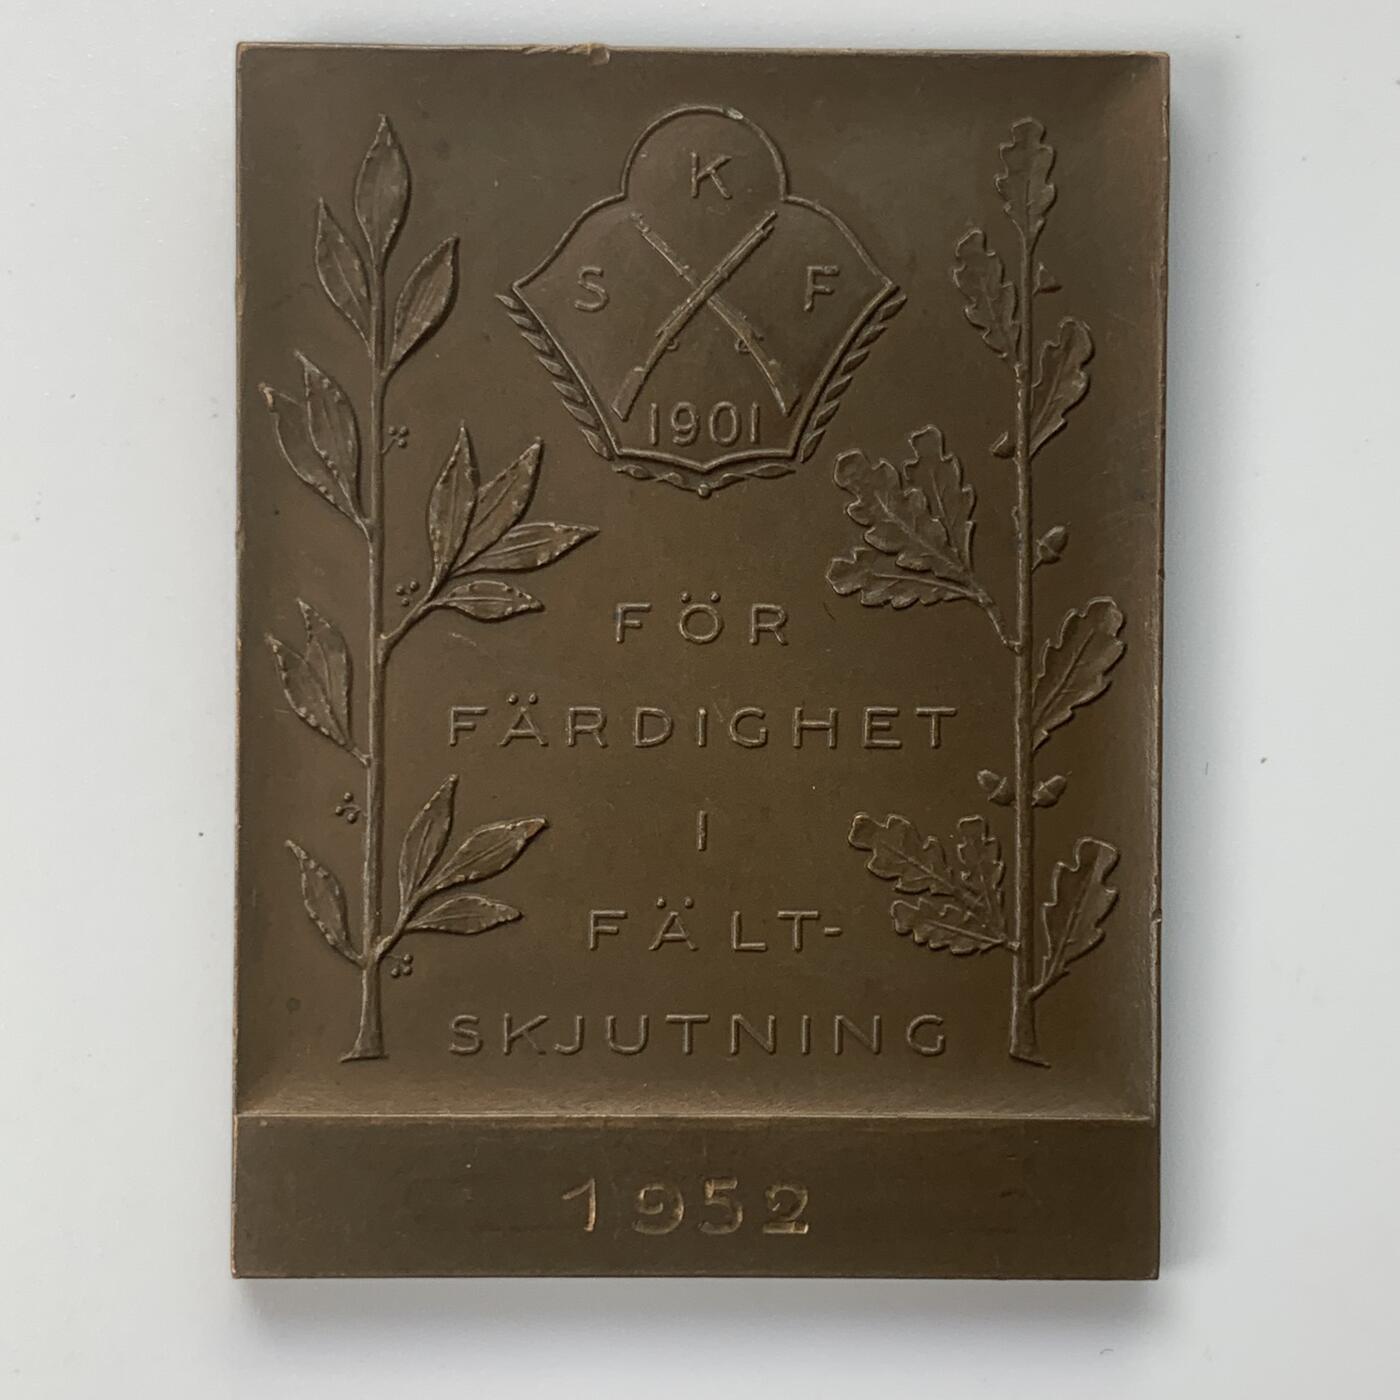 K
S F
1901
FÖR
FÄRDIGHET
I
FÄLT-
SKJUTNING
1952